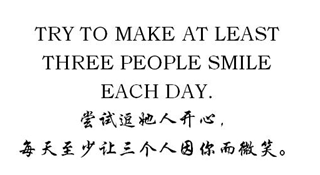 TRY TO MAKE AT LEAST
THREE PEOPLE SMILE
EACH DAY.
尝试逗她人开心，
每天至少让三个人因你而微笑。